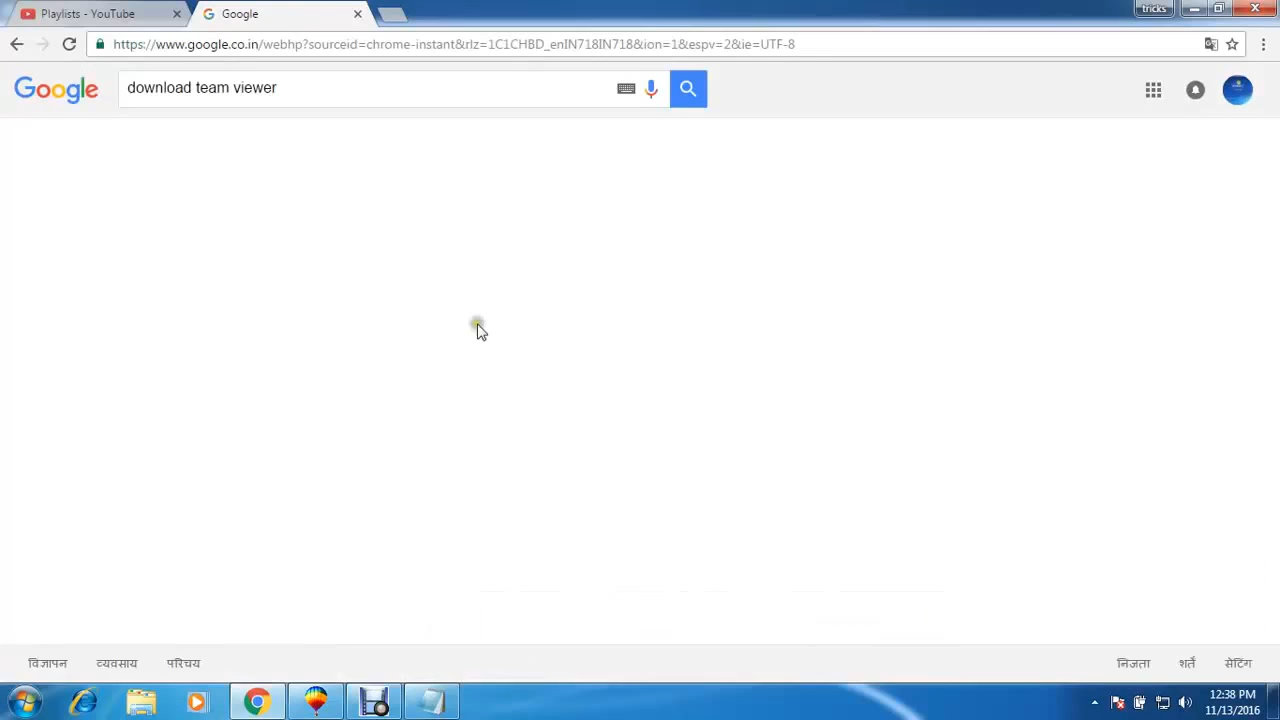 Playlists - YouTube
Google
tricks
https://www.google.co.in/webhp?sourceid=chrome-instant&rlz=1C1CHBD_enIN718IN718&ion=1&espv=2&ie=UTF-8
Google
download team viewer
विज्ञापन
व्यवसाय
परिचय
निजता
शर्तें
सेटिंग
12:38 PM
11/13/2016